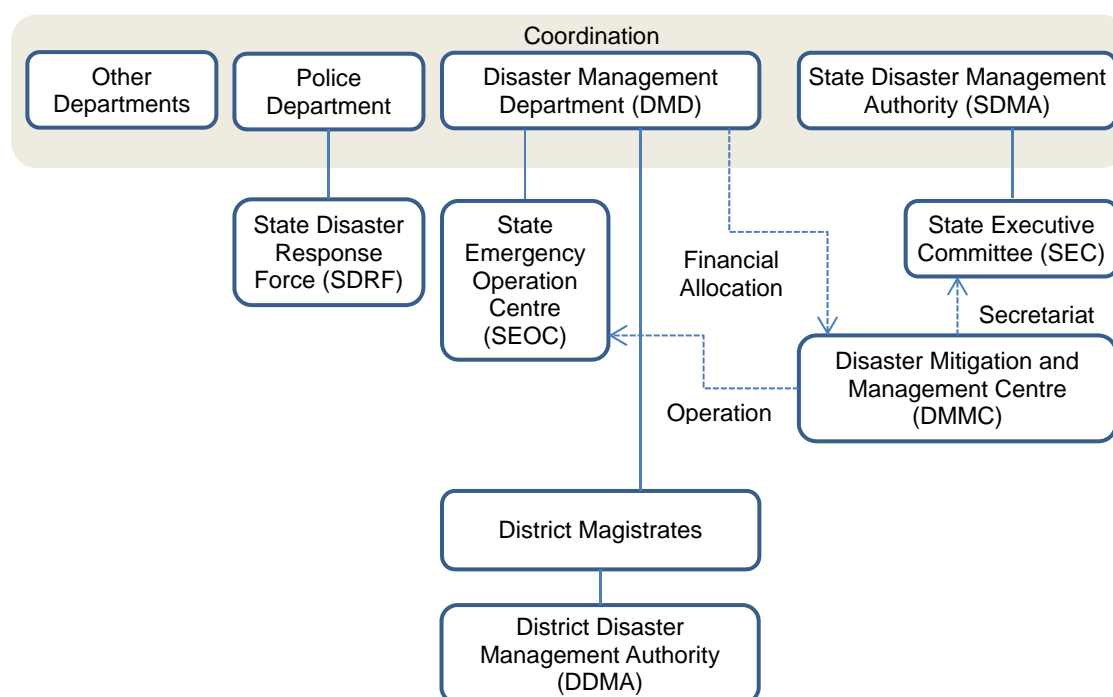 Coordination
Other
Departments
Police
Department
Disaster Management
Department (DMD)
State Disaster Management
Authority (SDMA)
State Disaster
Response
Force (SDRF)
State
Emergency
Operation
Centre
(SEOC)
Financial
Allocation
State Executive
Committee (SEC)
Secretariat
Disaster Mitigation and
Management Centre
(DMMC)
Operation
District Magistrates
District Disaster
Management Authority
(DDMA)